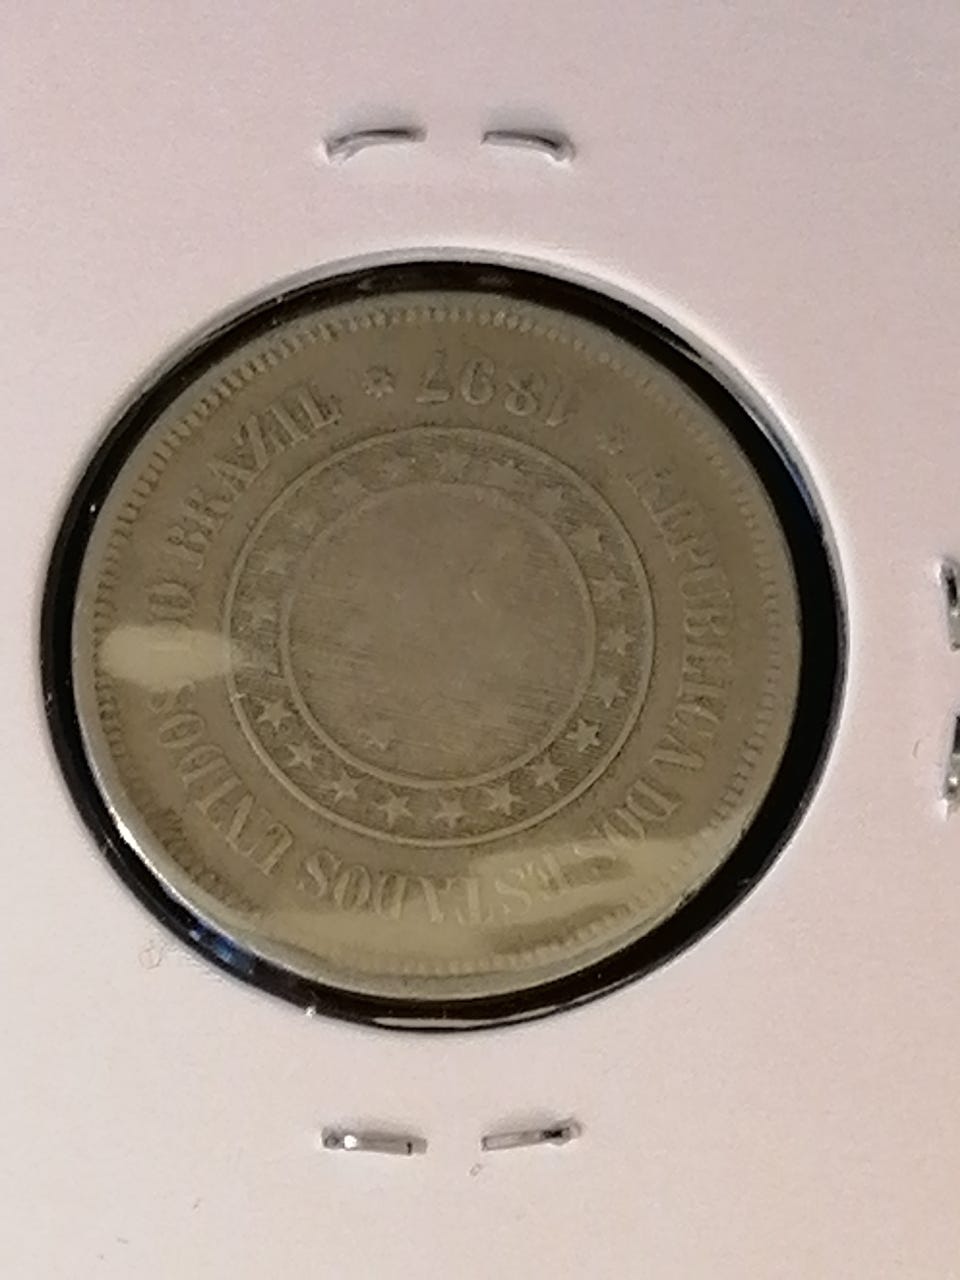 REPUBLICA DOS ESTADOS UNIDOS DO BRAZIL
* 1897 *